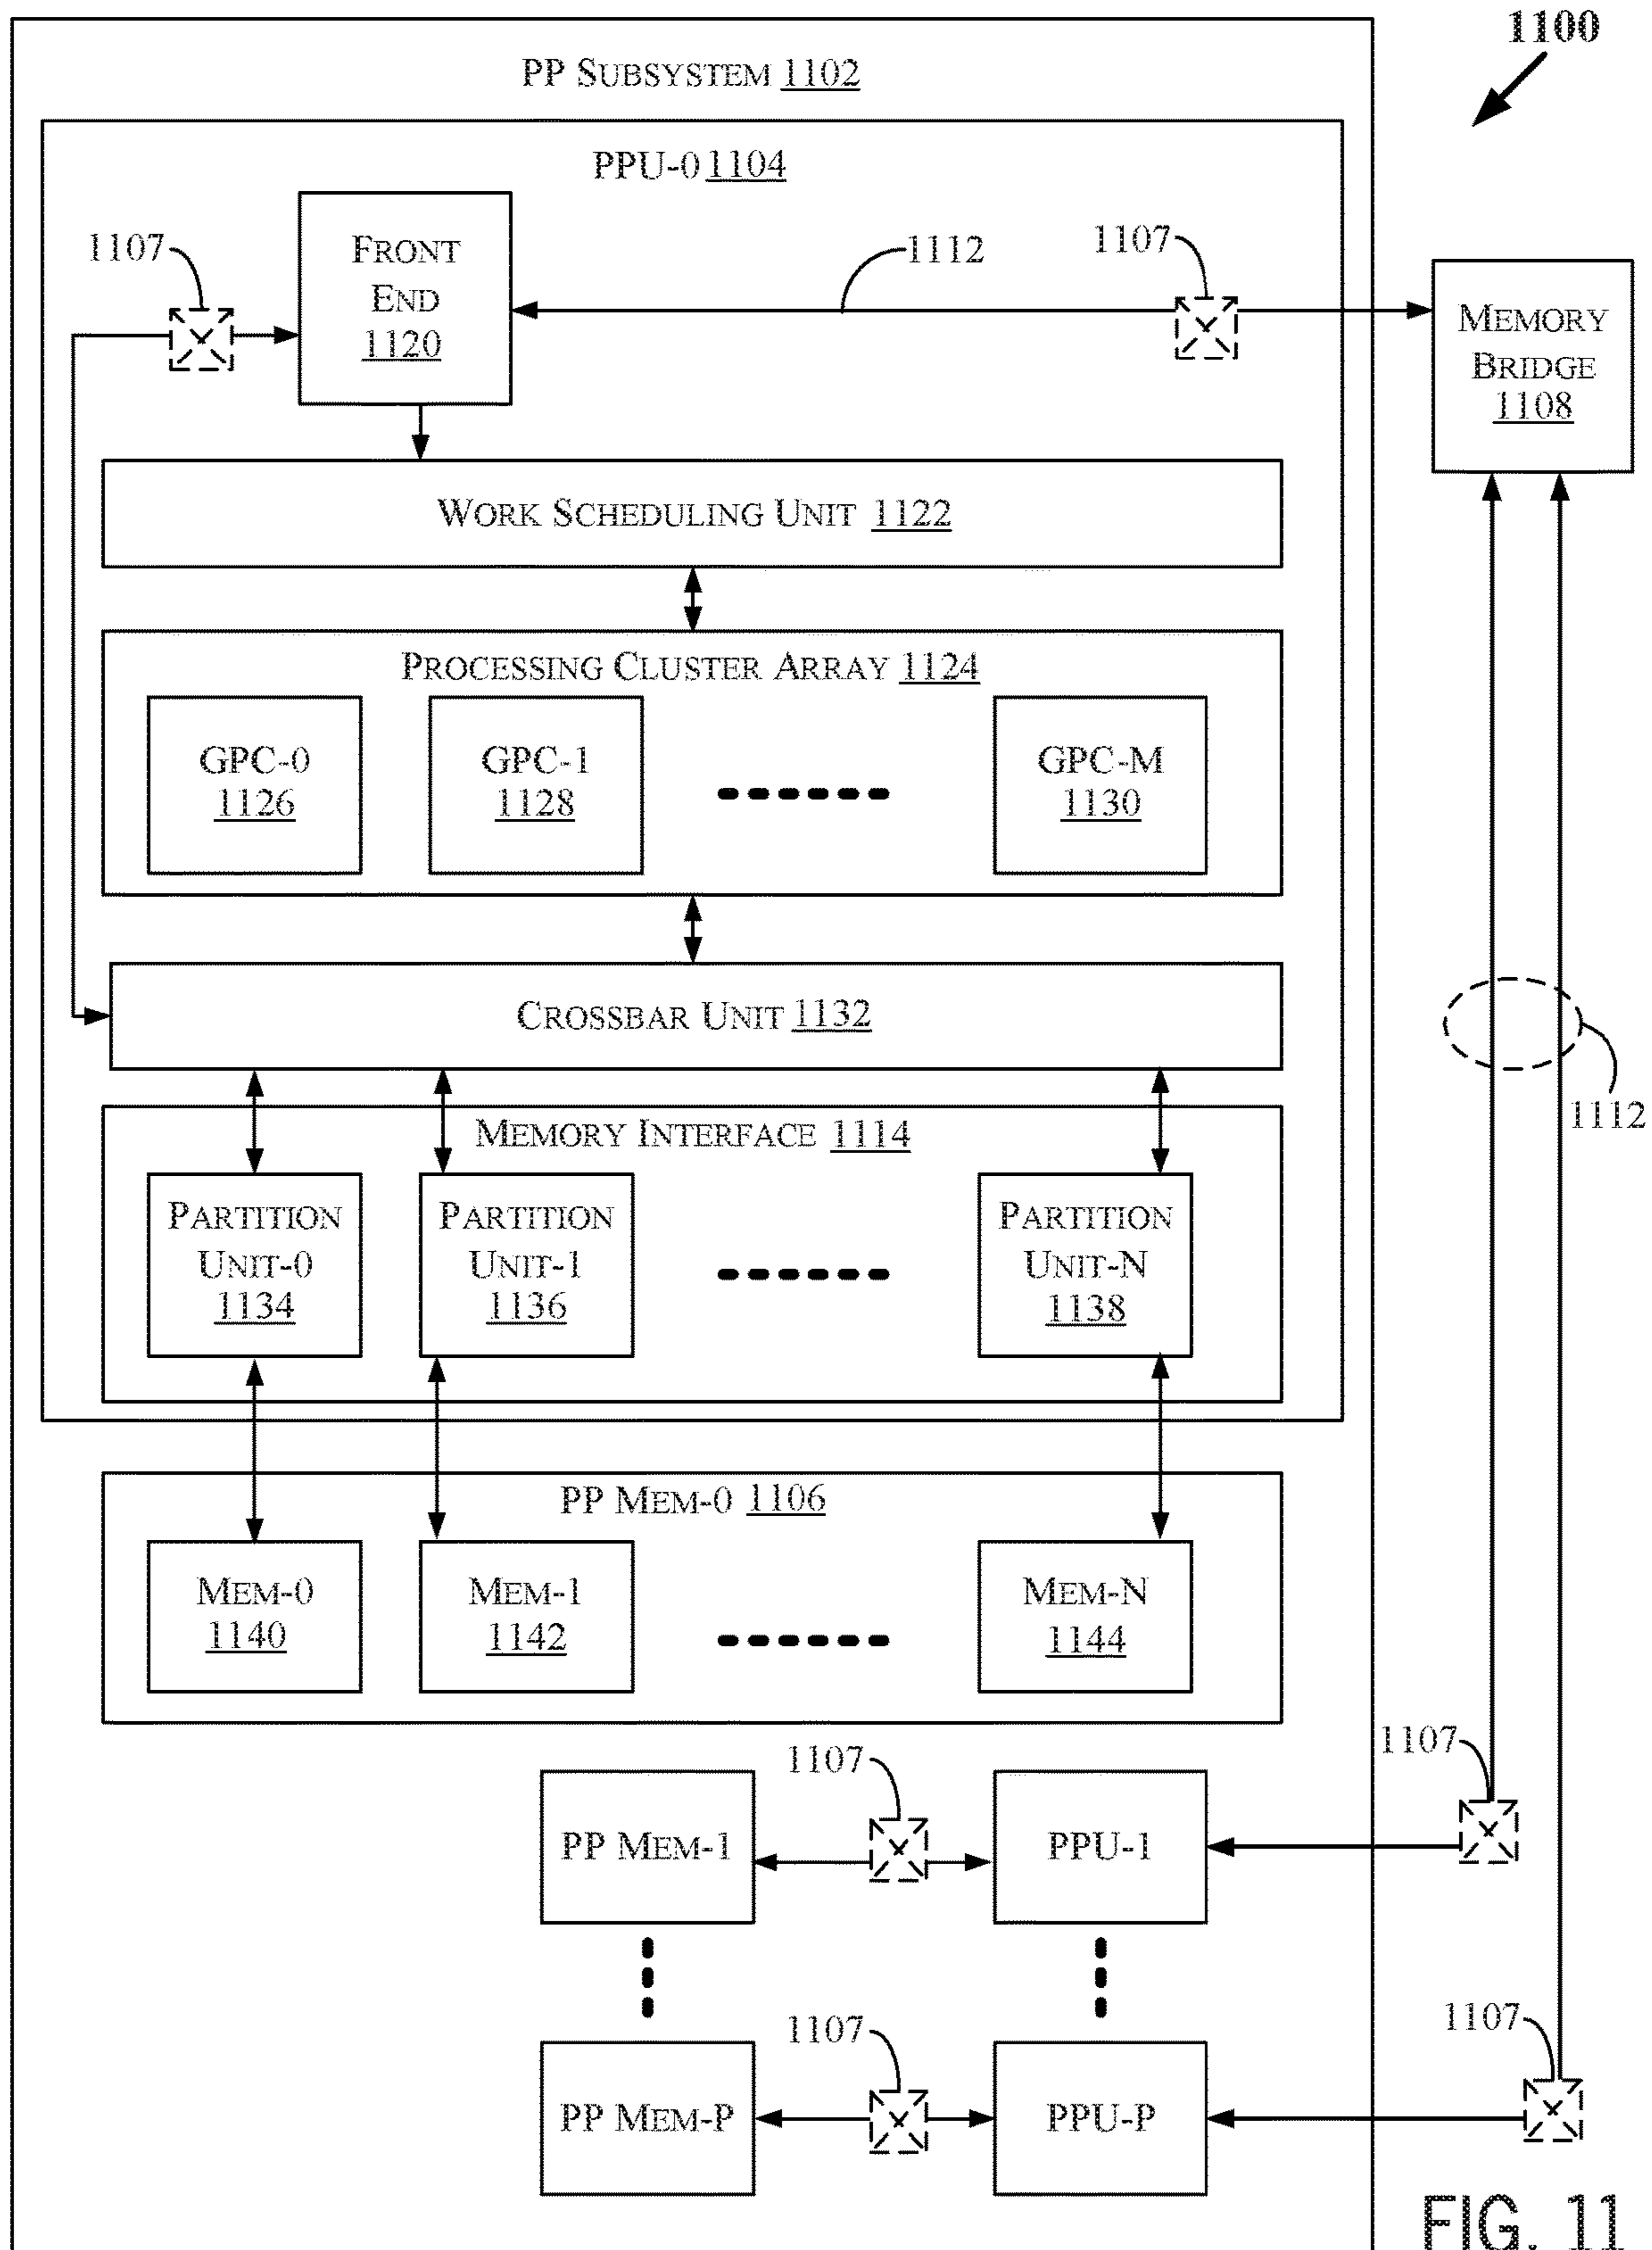 1100
PP SUBSYSTEM 1102
PPU-0 1104
1107
FRONT
END
1120
1112
1107
MEMORY
BRIDGE
1108
WORK SCHEDULING UNIT 1122
PROCESSING CLUSTER ARRAY 1124
GPC-0
1126
GPC-1
1128
GPC-M
1130
CROSSBAR UNIT 1132
1112
MEMORY INTERFACE 1114
PARTITION
UNIT-0
1134
PARTITION
UNIT-1
1136
PARTITION
UNIT-N
1138
PP MEM-0 1106
MEM-0
1140
MEM-1
1142
MEM-N
1144
1107
1107
PP MEM-1
PPU-1
1107
1107
PP MEM-P
PPU-P
FIG. 11